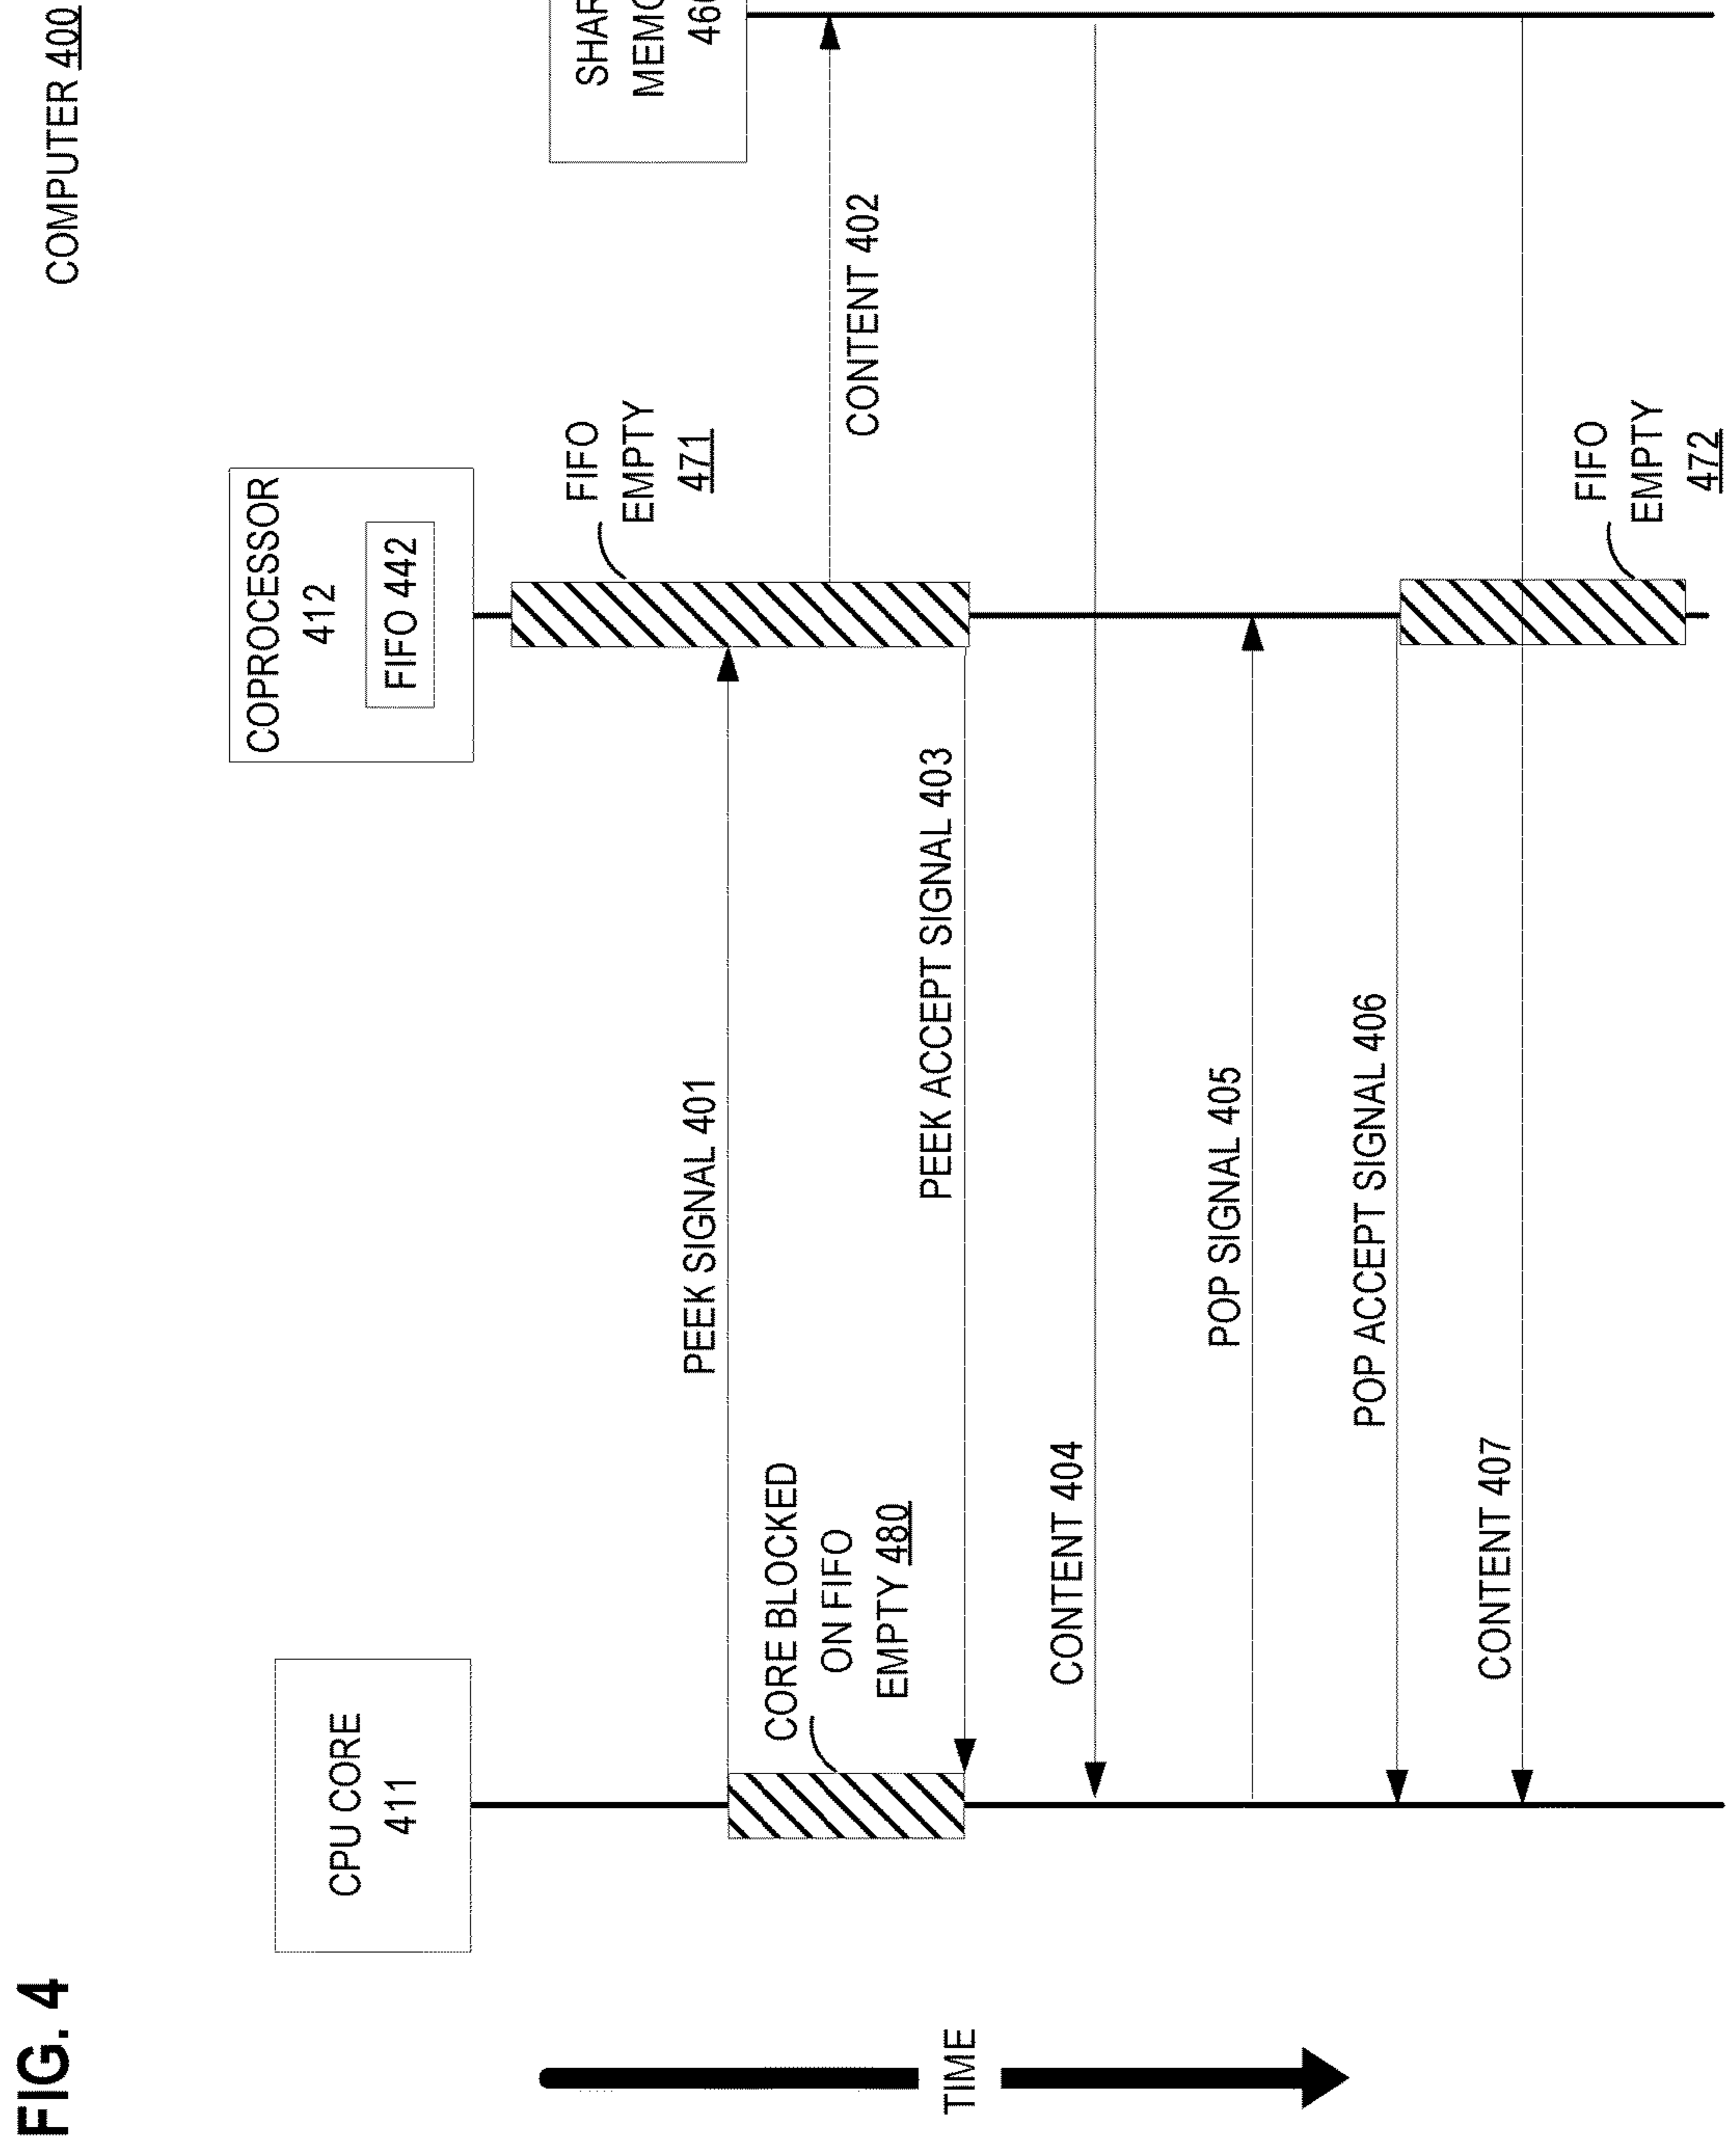 FIG. 4
COMPUTER 400
CPU CORE
411
COPROCESSOR
412
FIFO 442
TIME
FIFO
EMPTY
471
PEEK SIGNAL 401
CORE BLOCKED
ON FIFO
EMPTY 480
CONTENT 402
PEEK ACCEPT SIGNAL 403
CONTENT 404
POP SIGNAL 405
POP ACCEPT SIGNAL 406
CONTENT 407
FIFO
EMPTY
472